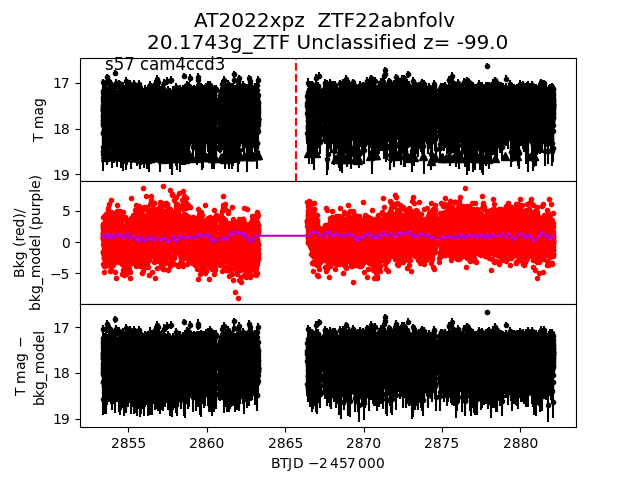 AT2022xpz  ZTF22abnfolv
20.1743g_ZTF Unclassified z= -99.0
s57 cam4ccd3
T mag
17
18
19
Bkg (red)/
bkg_model (purple)
5
0
−5
T mag −
bkg_model
17
18
19
2855
2860
2865
2870
2875
2880
BTJD −2 457 000